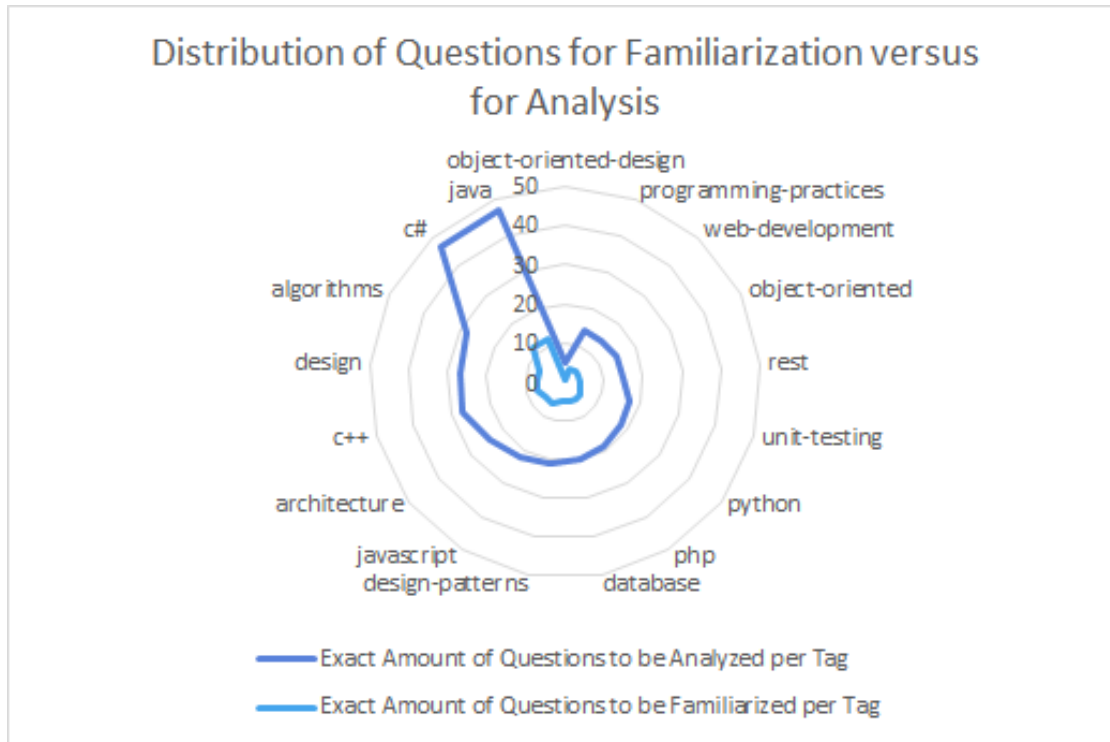 Distribution of Questions for Familiarization versus
for Analysis
object-oriented-design
programming-practices
web-development
object-oriented
rest
unit-testing
python
php
database
design-patterns
javascript
architecture
c++
design
algorithms
c#
java
50
40
30
20
10
0
Exact Amount of Questions to be Analyzed per Tag
Exact Amount of Questions to be Familiarized per Tag